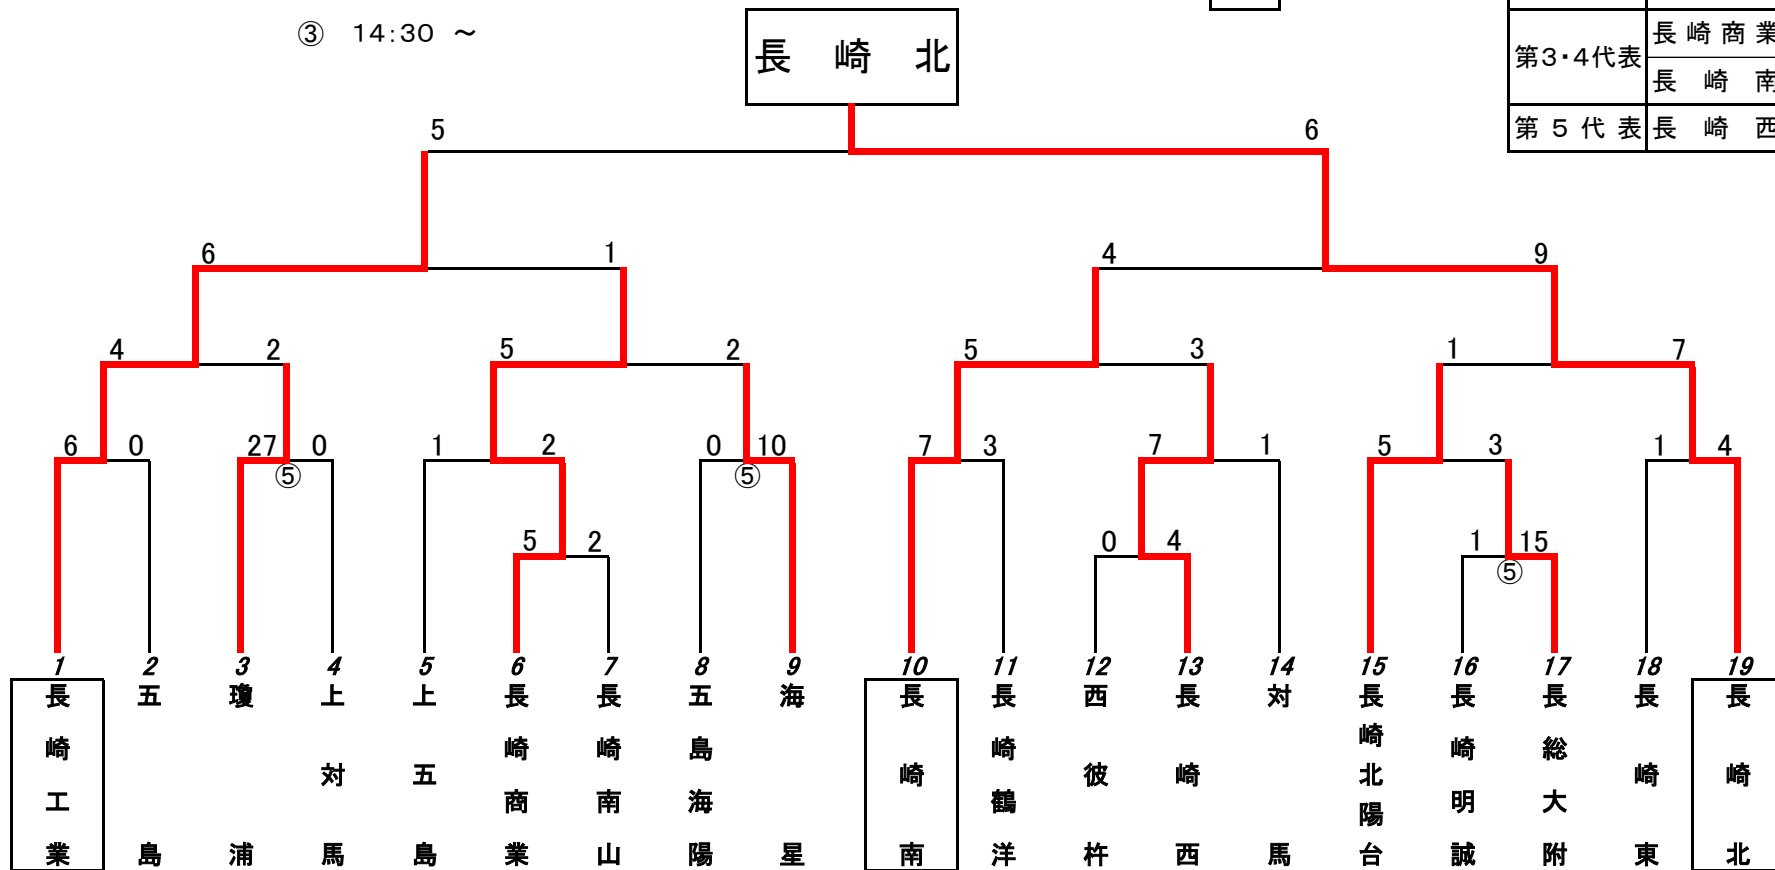 ③ 14:30 ～
長崎北
第3・4代表 長崎商業
長崎南
第5代表 長崎西
5 6
6 1 4 9
4 2 5 2 5 3 1 7
6 0 27 0 1 2 0 10 7 3 7 1 5 3 1 4
⑤ ⑤
5 2 0 4 1 15
⑤
1 2 3 4 5 6 7 8 9 10 11 12 13 14 15 16 17 18 19
長崎工業
五島
瓊浦
上対馬
上五島
長崎商業
長崎南山
五島海陽
海星
長崎南
長崎鶴洋
西彼杵
長崎西
対馬
長崎北陽台
長崎明誠
長総大附
長崎東
長崎北